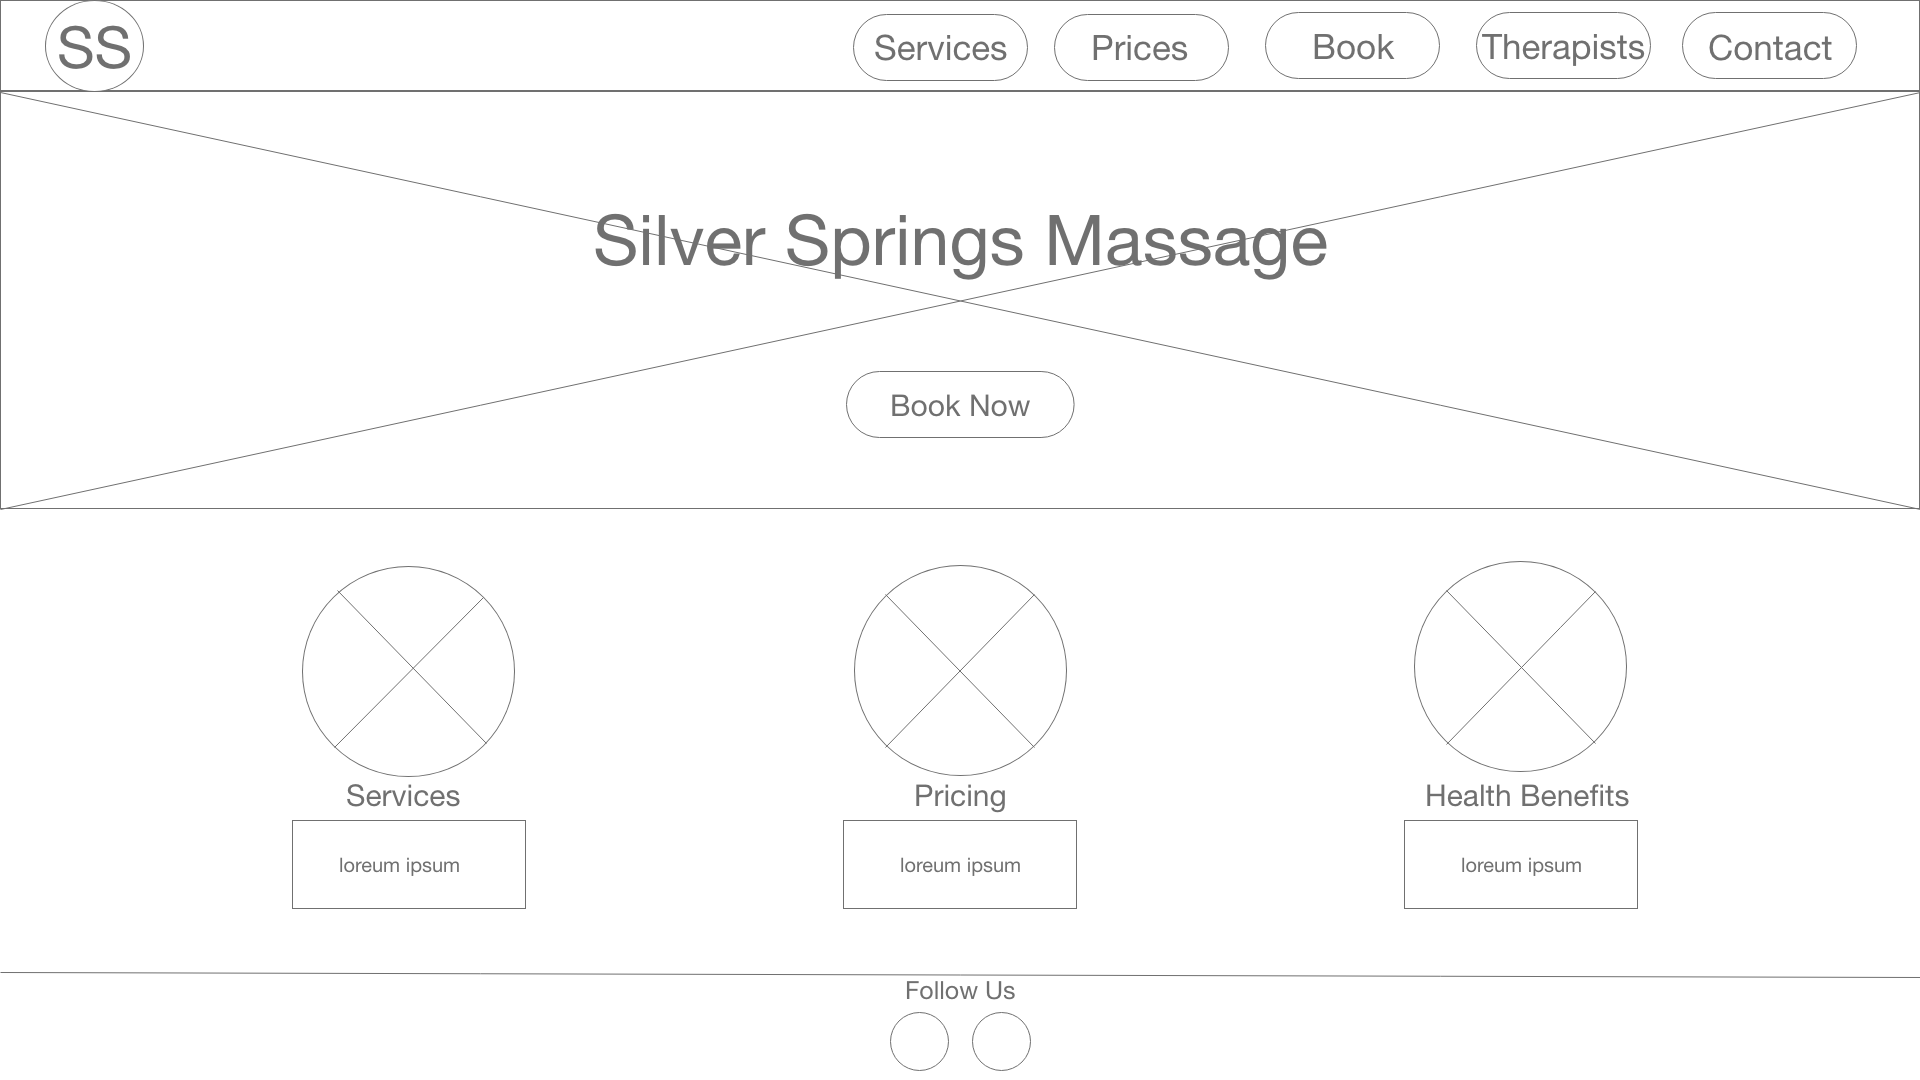 SS
Services
Prices
Book
Therapists
Contact
Silver Springs Massage
Book Now
Services
Pricing
Health Benefits
loreum ipsum
loreum ipsum
loreum ipsum
Follow Us